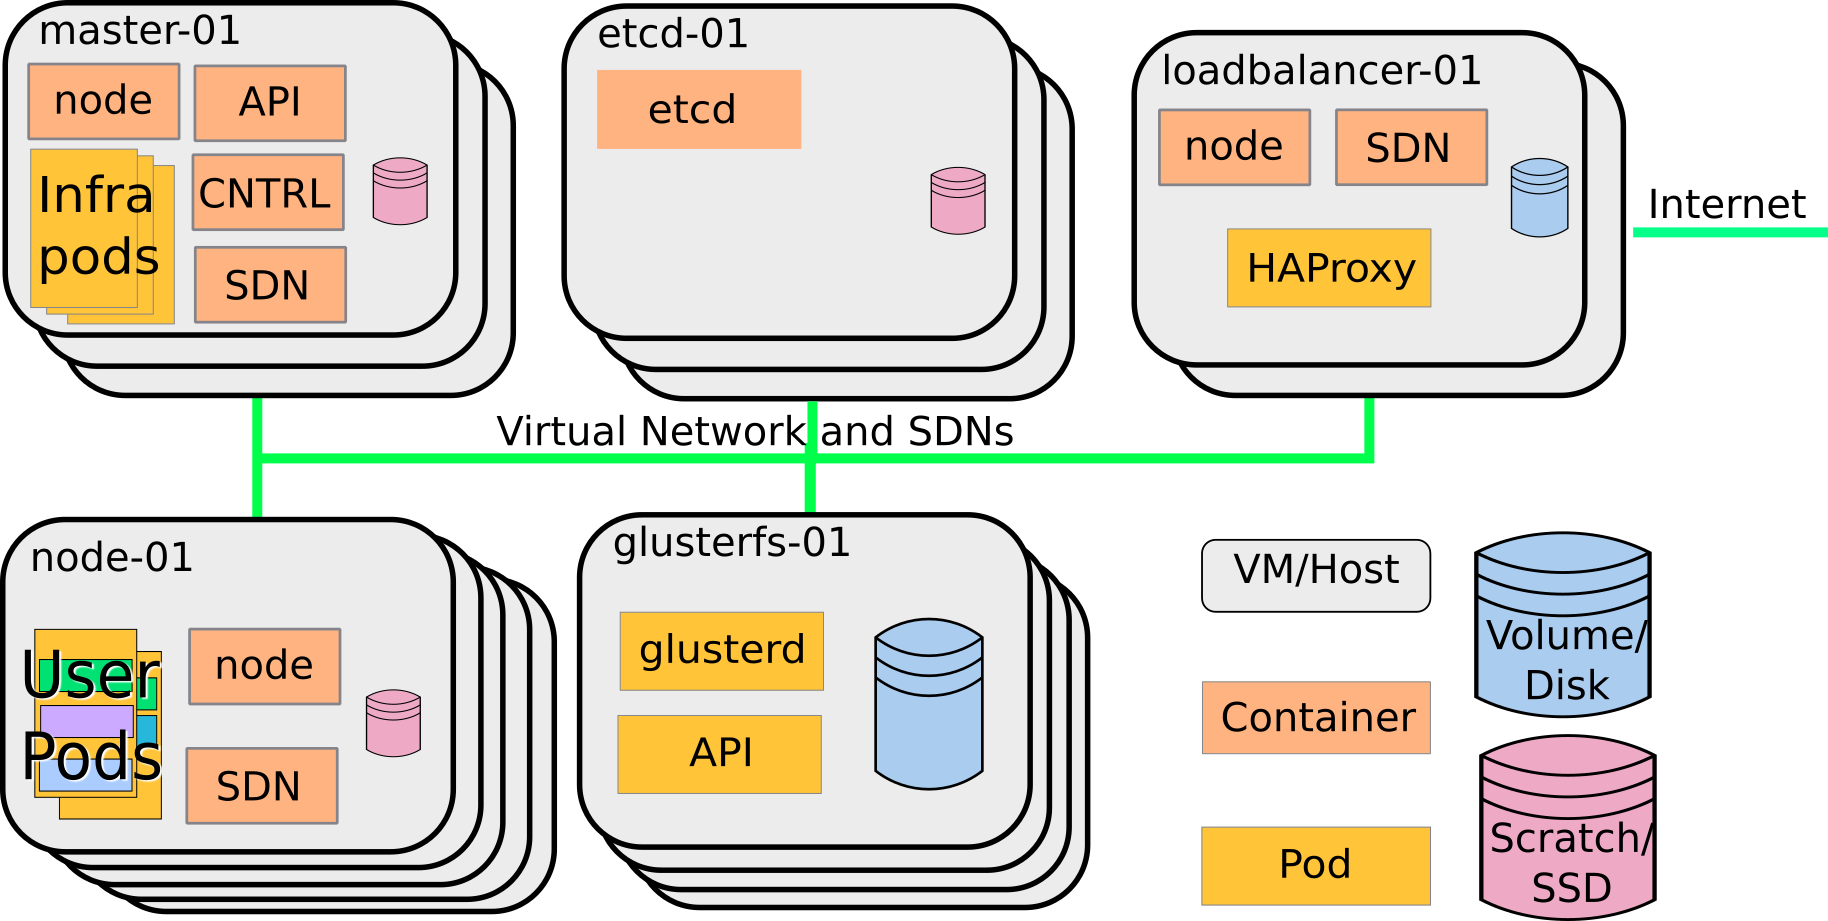 master-01
node
API
Infra
pods
CNTRL
SDN
etcd-01
etcd
loadbalancer-01
node
SDN
HAProxy
Internet
Virtual Network and SDNs
node-01
User
Pods
node
SDN
glusterfs-01
glusterd
API
VM/Host
Container
Pod
Volume/
Disk
Scratch/
SSD